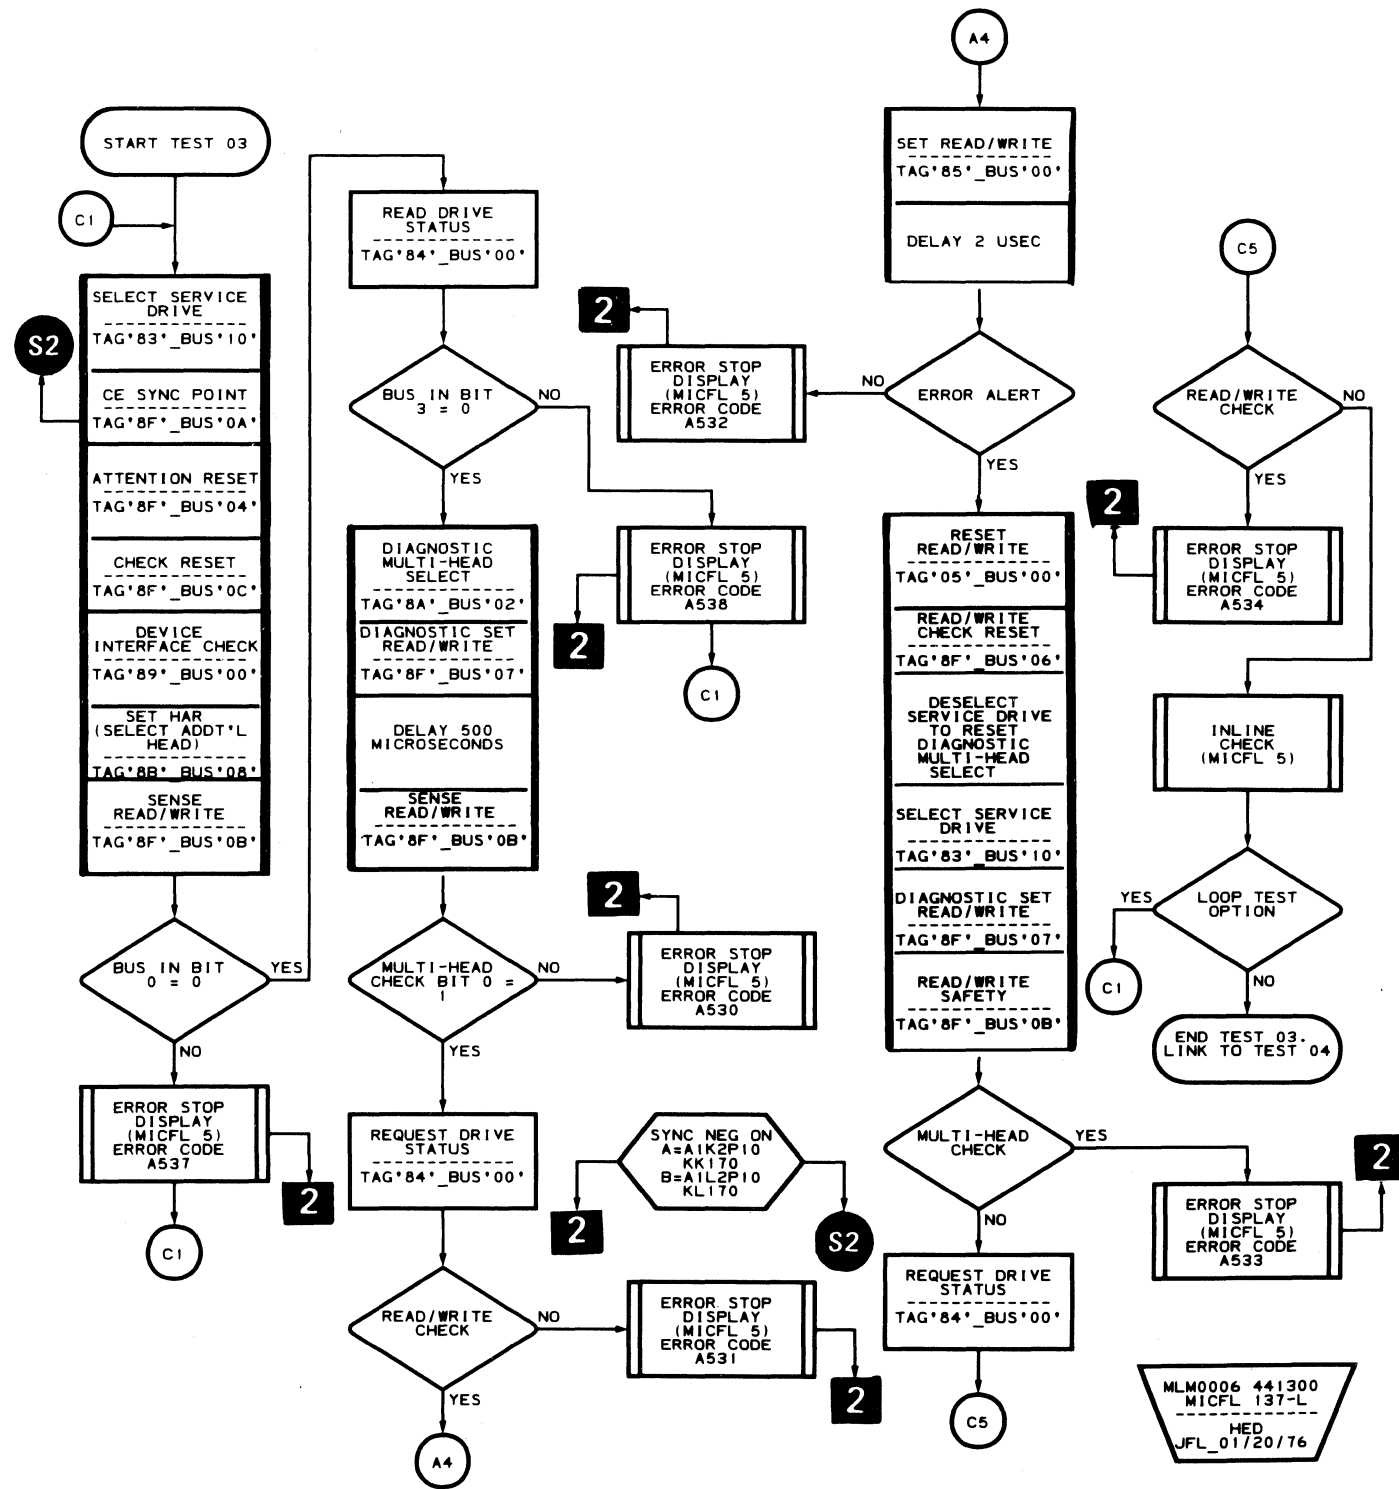 START TEST 03
C1
SELECT SERVICE
DRIVE
TAG'83'_BUS'10'
S2
CE SYNC POINT
TAG'8F'_BUS'0A'
ATTENTION RESET
TAG'8F'_BUS'04'
CHECK RESET
TAG'8F'_BUS'0C'
DEVICE
INTERFACE CHECK
TAG'89'_BUS'00'
SET HAR
(SELECT ADDT'L
HEAD)
TAG'8B'_BUS'08'
SENSE
READ/WRITE
TAG'8F'_BUS'0B'
BUS IN BIT
0 = 0
YES
NO
ERROR STOP
DISPLAY
(MICFL 5)
ERROR CODE
A537
2
C1
READ DRIVE
STATUS
TAG'84'_BUS'00'
BUS IN BIT
3 = 0
NO
YES
DIAGNOSTIC
MULTI-HEAD
SELECT
TAG'8A'_BUS'02'
DIAGNOSTIC SET
READ/WRITE
TAG'8F'_BUS'07'
DELAY 500
MICROSECONDS
SENSE
READ/WRITE
TAG'8F'_BUS'0B'
MULTI-HEAD
CHECK BIT 0 =
1
NO
YES
REQUEST DRIVE
STATUS
TAG'84'_BUS'00'
READ/WRITE
CHECK
NO
YES
A4
2
ERROR STOP
DISPLAY
(MICFL 5)
ERROR CODE
A532
ERROR STOP
DISPLAY
(MICFL 5)
ERROR CODE
A538
2
C1
2
ERROR STOP
DISPLAY
(MICFL 5)
ERROR CODE
A530
SYNC NEG ON
A=A1K2P10
KK170
B=A1L2P10
KL170
2
S2
ERROR STOP
DISPLAY
(MICFL 5)
ERROR CODE
A531
2
A4
SET READ/WRITE
TAG'85'_BUS'00'
DELAY 2 USEC
ERROR ALERT
NO
YES
RESET
READ/WRITE
TAG'05'_BUS'00'
READ/WRITE
CHECK RESET
TAG'8F'_BUS'06'
DESELECT
SERVICE DRIVE
TO RESET
DIAGNOSTIC
MULTI-HEAD
SELECT
SELECT SERVICE
DRIVE
TAG'83'_BUS'10'
DIAGNOSTIC SET
READ/WRITE
TAG'8F'_BUS'07'
READ/WRITE
SAFETY
TAG'8F'_BUS'0B'
MULTI-HEAD
CHECK
YES
NO
REQUEST DRIVE
STATUS
TAG'84'_BUS'00'
C5
C5
READ/WRITE
CHECK
NO
YES
2
ERROR STOP
DISPLAY
(MICFL 5)
ERROR CODE
A534
INLINE
CHECK
(MICFL 5)
LOOP TEST
OPTION
YES
C1
NO
END TEST 03.
LINK TO TEST 04
2
ERROR STOP
DISPLAY
(MICFL 5)
ERROR CODE
A533
MLM0006 441300
MICFL 137-L
HED
JFL_01/20/76